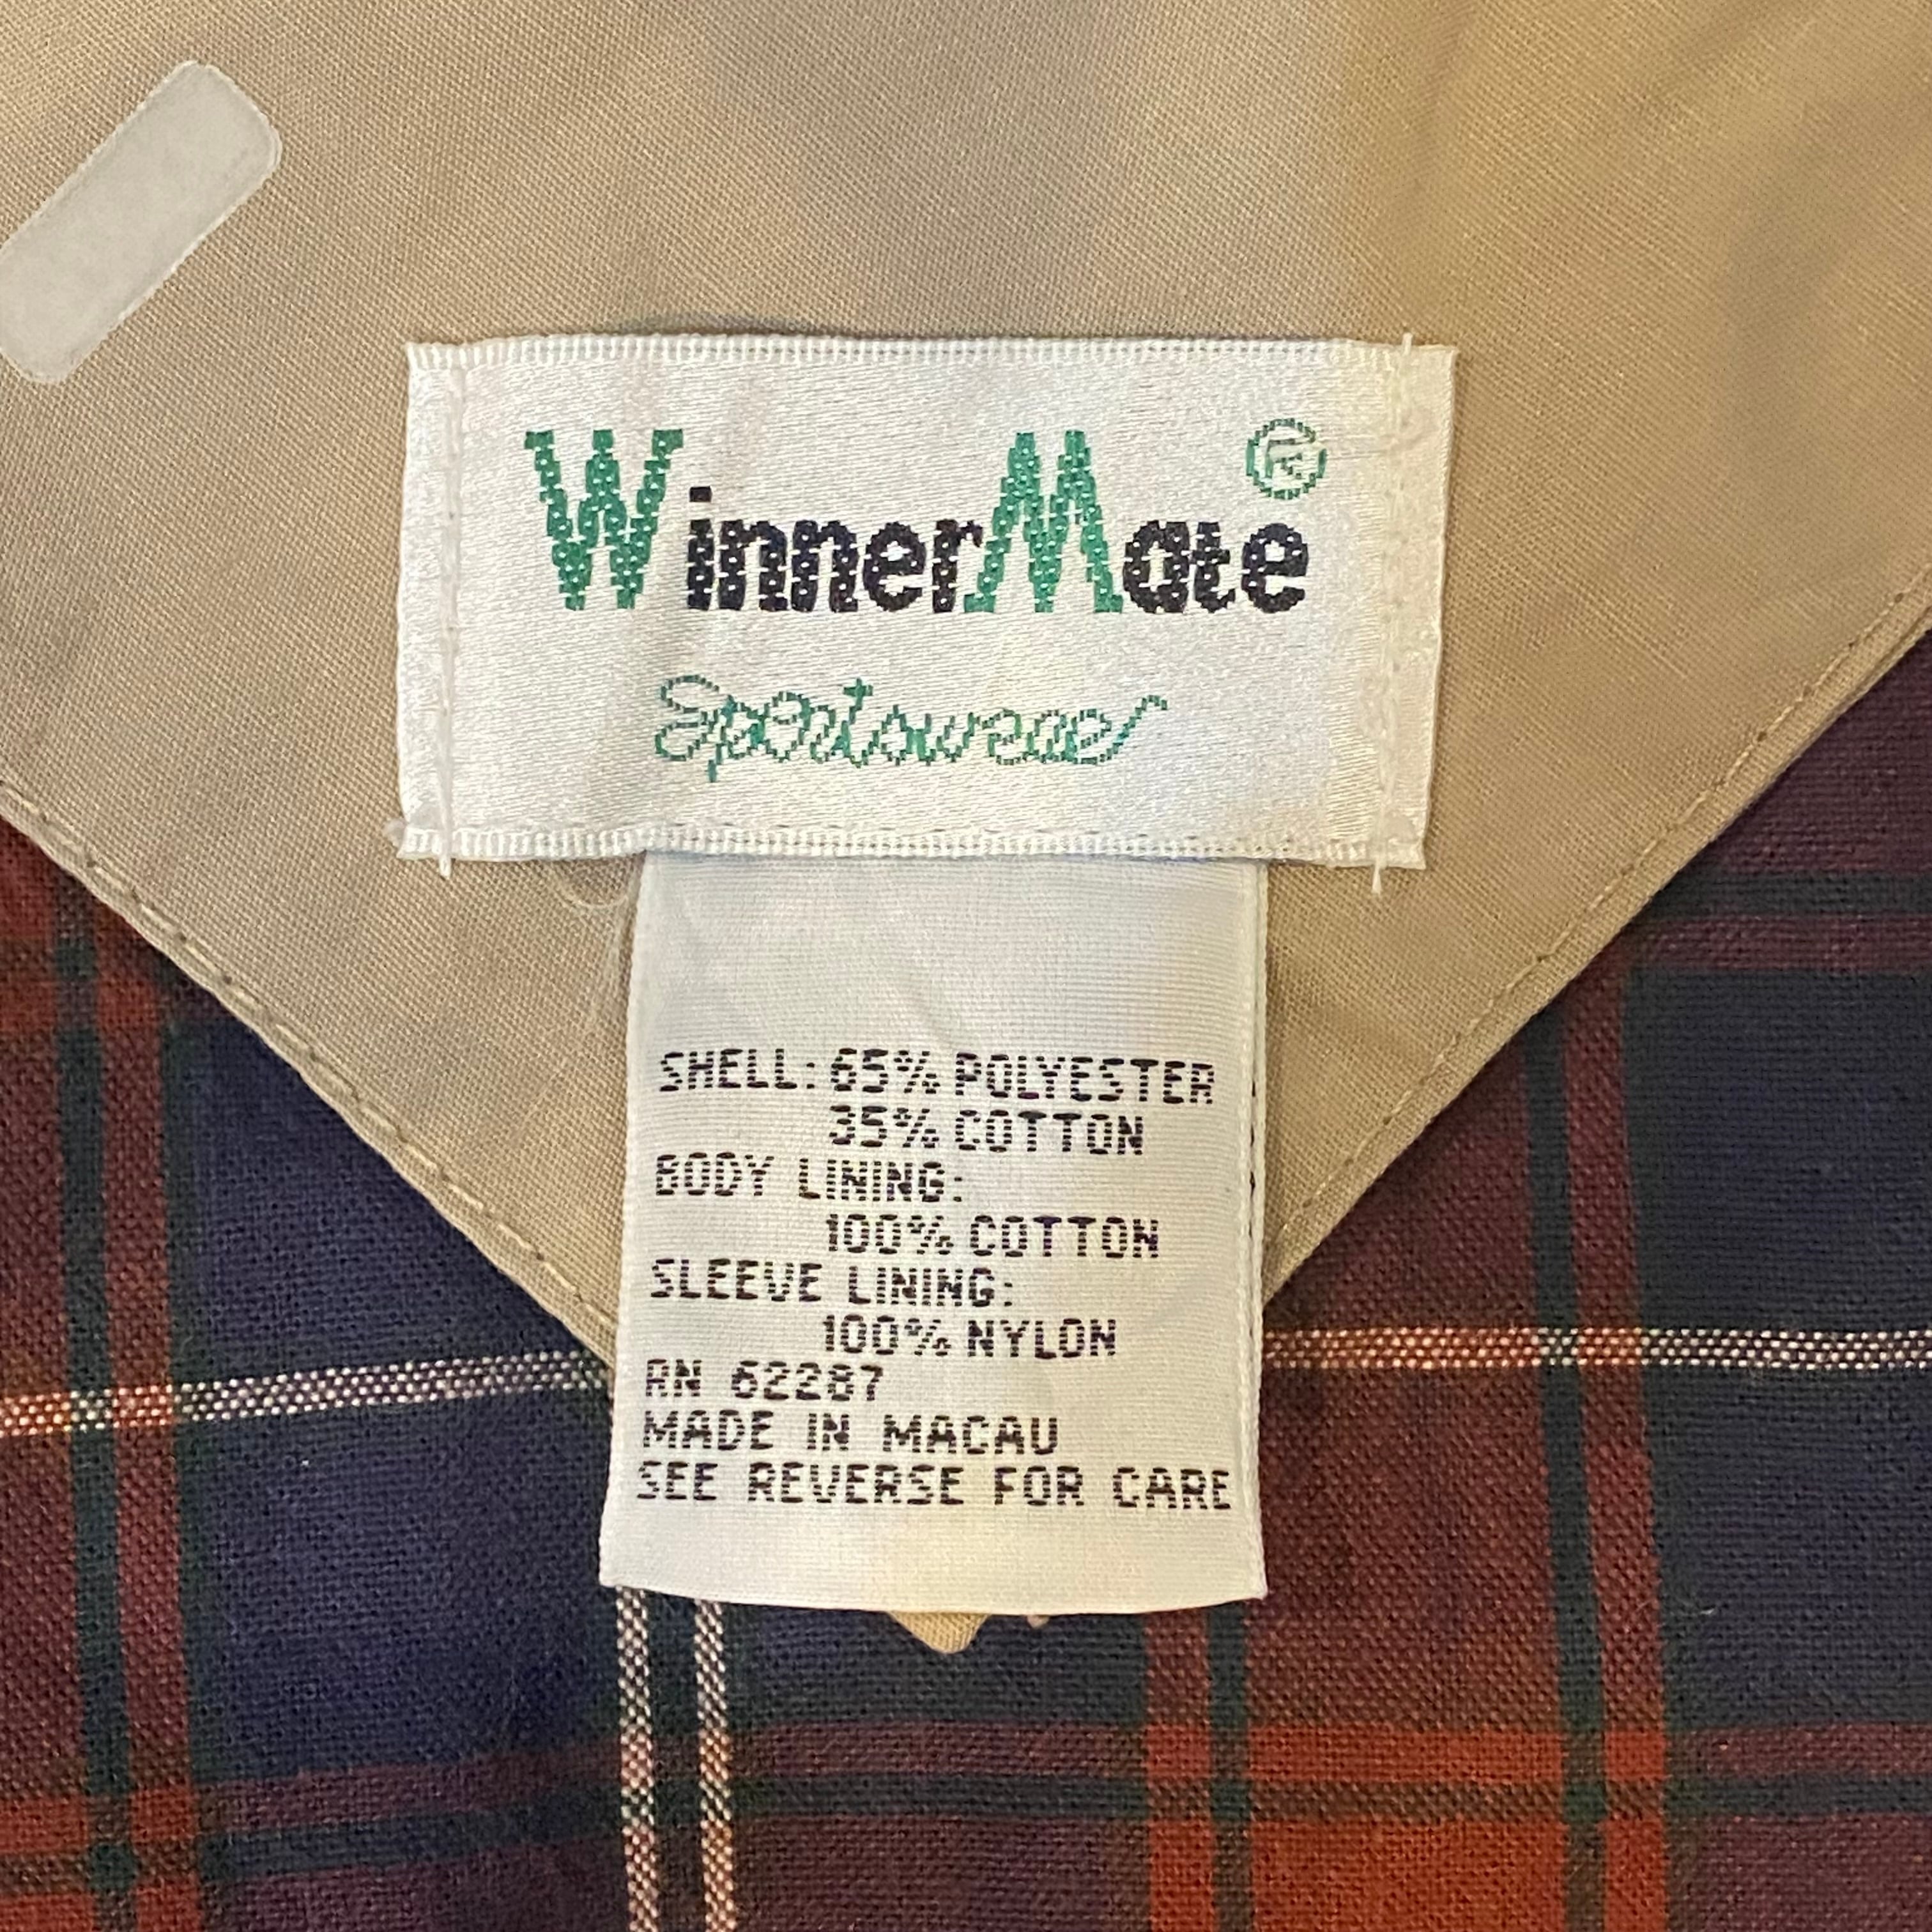 WinnerMate®
Sportswear
SHELL: 65% POLYESTER
35% COTTON
BODY LINING:
100% COTTON
SLEEVE LINING:
100% NYLON
RN 62287
MADE IN MACAU
SEE REVERSE FOR CARE